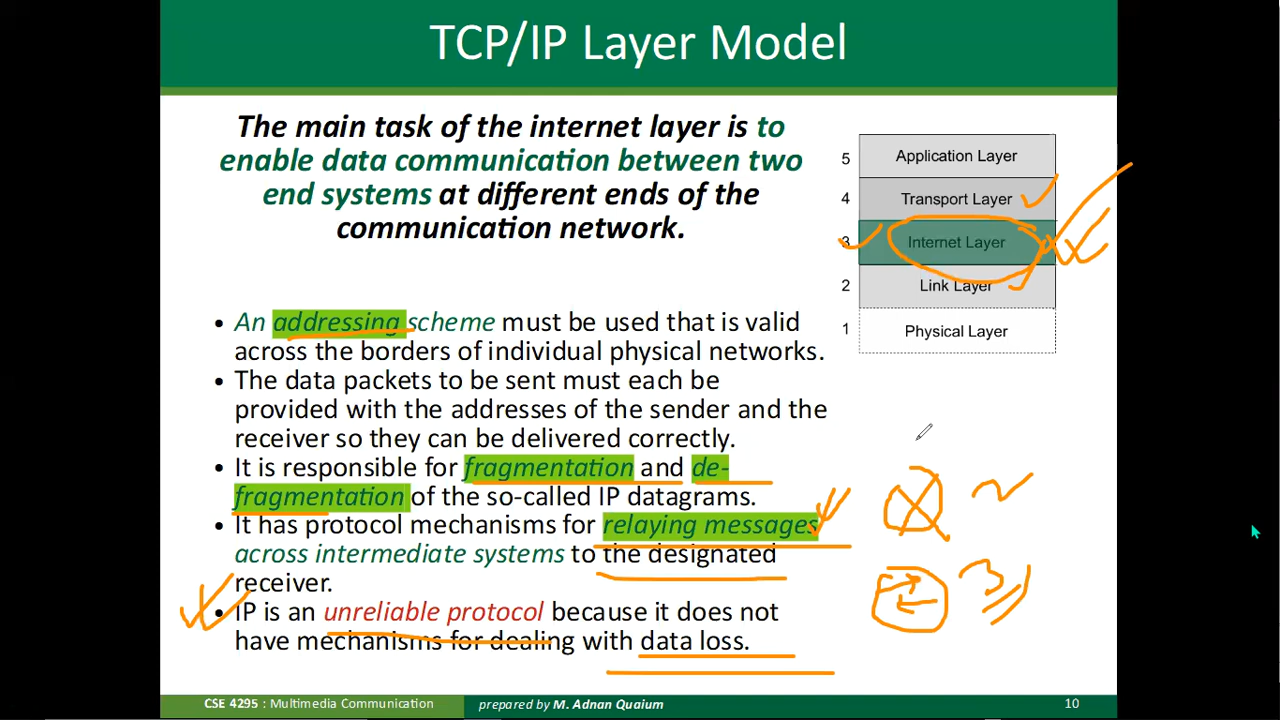 TCP/IP Layer Model
The main task of the internet layer is to
enable data communication between two
end systems at different ends of the
communication network.
• An addressing scheme must be used that is valid
across the borders of individual physical networks.
• The data packets to be sent must each be
provided with the addresses of the sender and the
receiver so they can be delivered correctly.
• It is responsible for fragmentation and de-
fragmentation of the so-called IP datagrams.
• It has protocol mechanisms for relaying messages
across intermediate systems to the designated
receiver.
• IP is an unreliable protocol because it does not
have mechanisms for dealing with data loss.
5 Application Layer
4 Transport Layer
3 Internet Layer
2 Link Layer
1 Physical Layer
3
CSE 4295 : Multimedia Communication prepared by M. Adnan Quaium 10